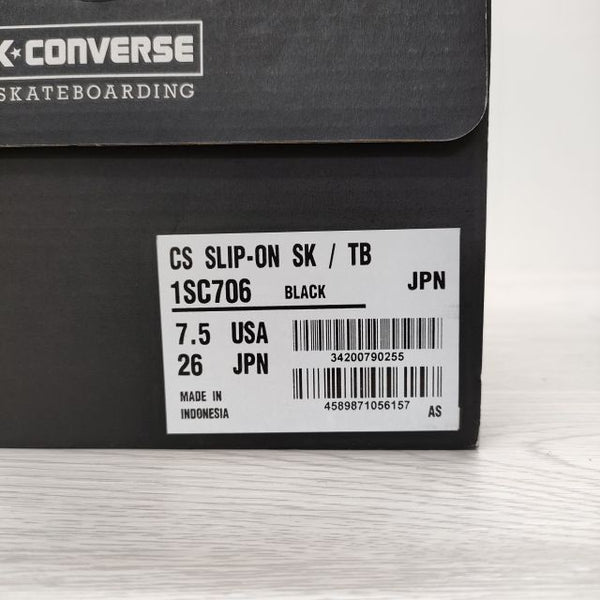 K★CONVERSE
SKATEBOARDING
CS SLIP-ON SK / TB
1SC706 BLACK JPN
7.5 USA
34200790255
26 JPN
MADE IN
INDONESIA
4589871056157
AS